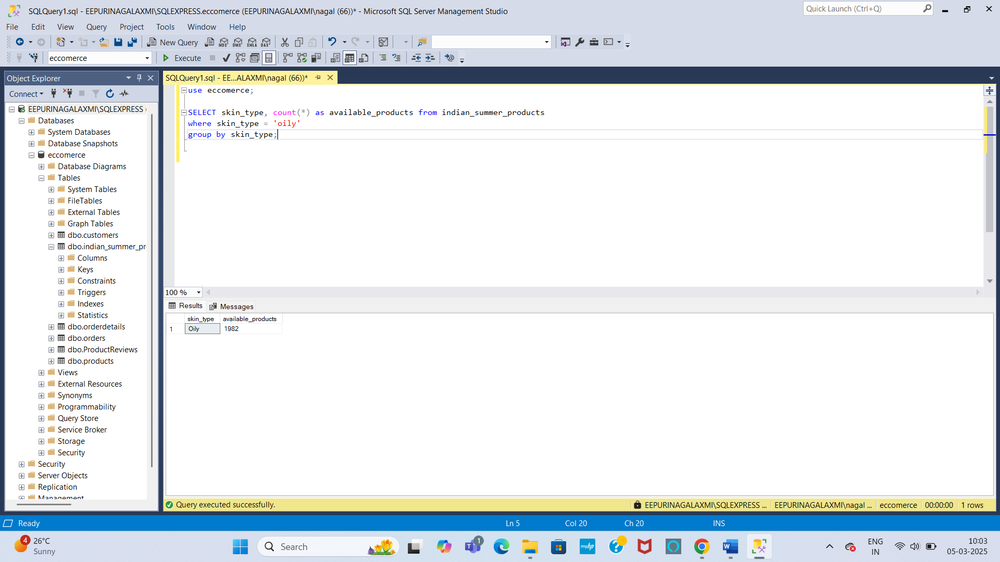 SQLQuery1.sql - EEPURINAGALAXMI\SQLEXPRESS.eccomerce (EEPURINAGALAXMI\nagal (66))* - Microsoft SQL Server Management Studio
Quick Launch (Ctrl+Q)
File Edit View Query Project Tools Window Help
New Query MDX DMX XMLA DAX
eccomerce Execute
Object Explorer
SQLQuery1.sql - EE...ALAXMI\nagal (66))*
Connect
use eccomerce;
SELECT skin_type, count(*) as available_products from indian_summer_products
where skin_type = 'oily'
group by skin_type;
EEPURINAGALAXMI\SQLEXPRESS (
Databases
System Databases
Database Snapshots
eccomerce
Database Diagrams
Tables
System Tables
FileTables
External Tables
Graph Tables
dbo.customers
dbo.indian_summer_pr
Columns
Keys
Constraints
Triggers
Indexes
Statistics
dbo.orderdetails
dbo.orders
dbo.ProductReviews
dbo.products
Views
External Resources
Synonyms
Programmability
Query Store
Service Broker
Storage
Security
Security
Server Objects
Replication
Management
100 %
Results Messages
skin_type available_products
1 Oily 1982
Query executed successfully. EEPURINAGALAXMI\SQLEXPRESS ... EEPURINAGALAXMI\nagal ... eccomerce 00:00:00 1 rows
Ready Ln 5 Col 20 Ch 20 INS
4 26°C
Sunny
Search
1
myhp
ENG
IN
10:03
05-03-2025